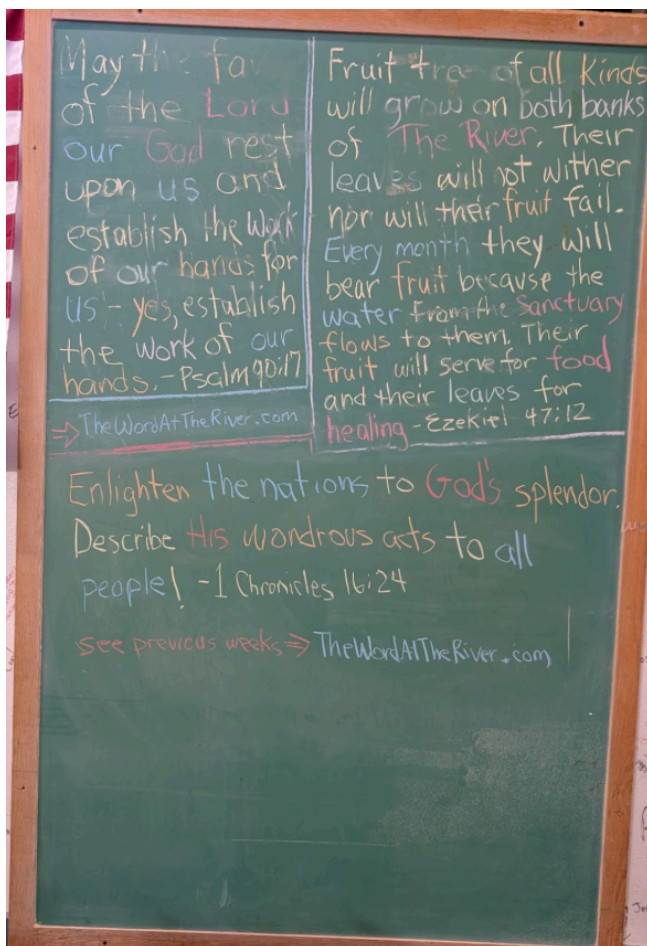 May the fa
of the Lord
our God rest
upon us and
establish the work
of our hands for
us - yes, establish
the work of our
hands. - Psalm 90:17
⇒ TheWordAtTheRiver.com
Fruit tree of all kinds
will grow on both banks
of The River. Their
leaves will not wither
nor will their fruit fail.
Every month they will
bear fruit because the
water from the Sanctuary
flows to them. Their
fruit will serve for food
and their leaves for
healing - Ezekiel 47:12
Enlighten the nations to God's splendor.
Describe His wondrous acts to all
people! - 1 Chronicles 16:24
see previous weeks ⇒ TheWordAtTheRiver.com